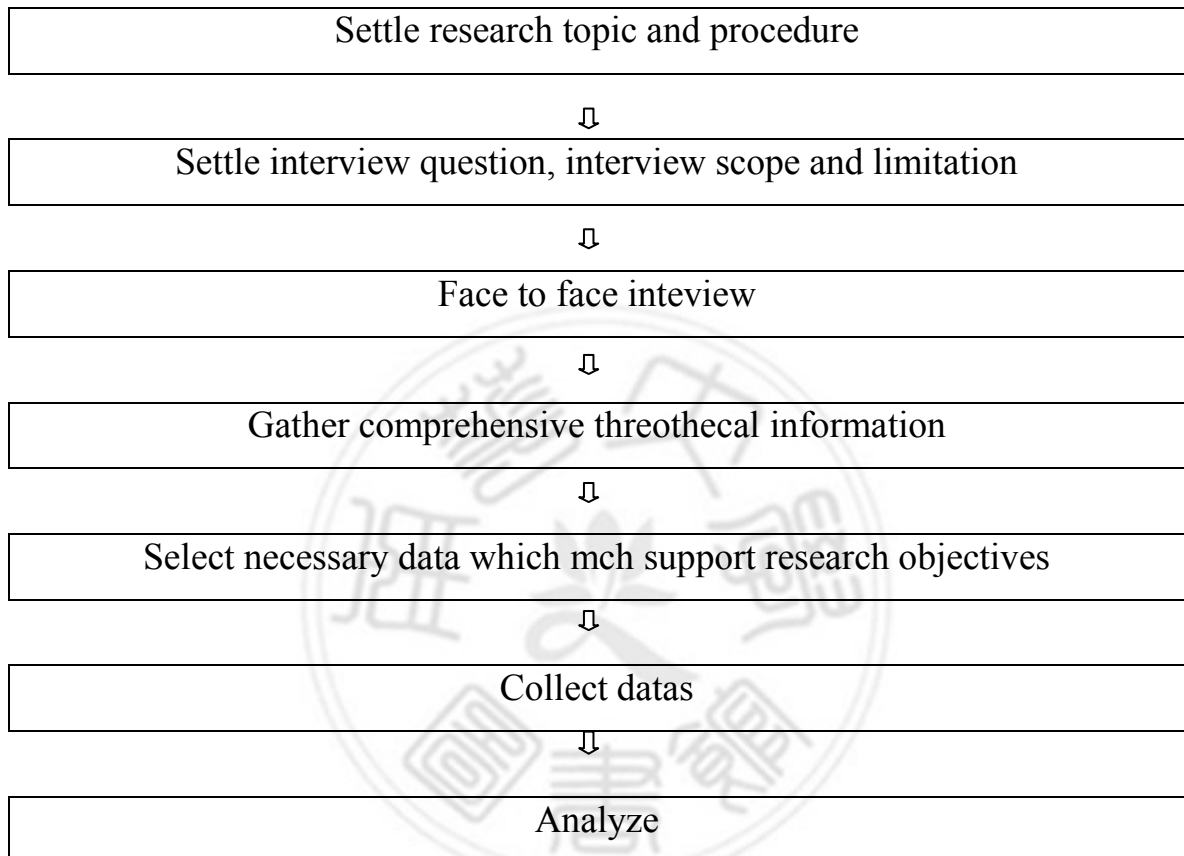 Settle research topic and procedure
Settle interview question, interview scope and limitation
Face to face inteview
Gather comprehensive threothecal information
Select necessary data which mch support research objectives
Collect datas
Analyze